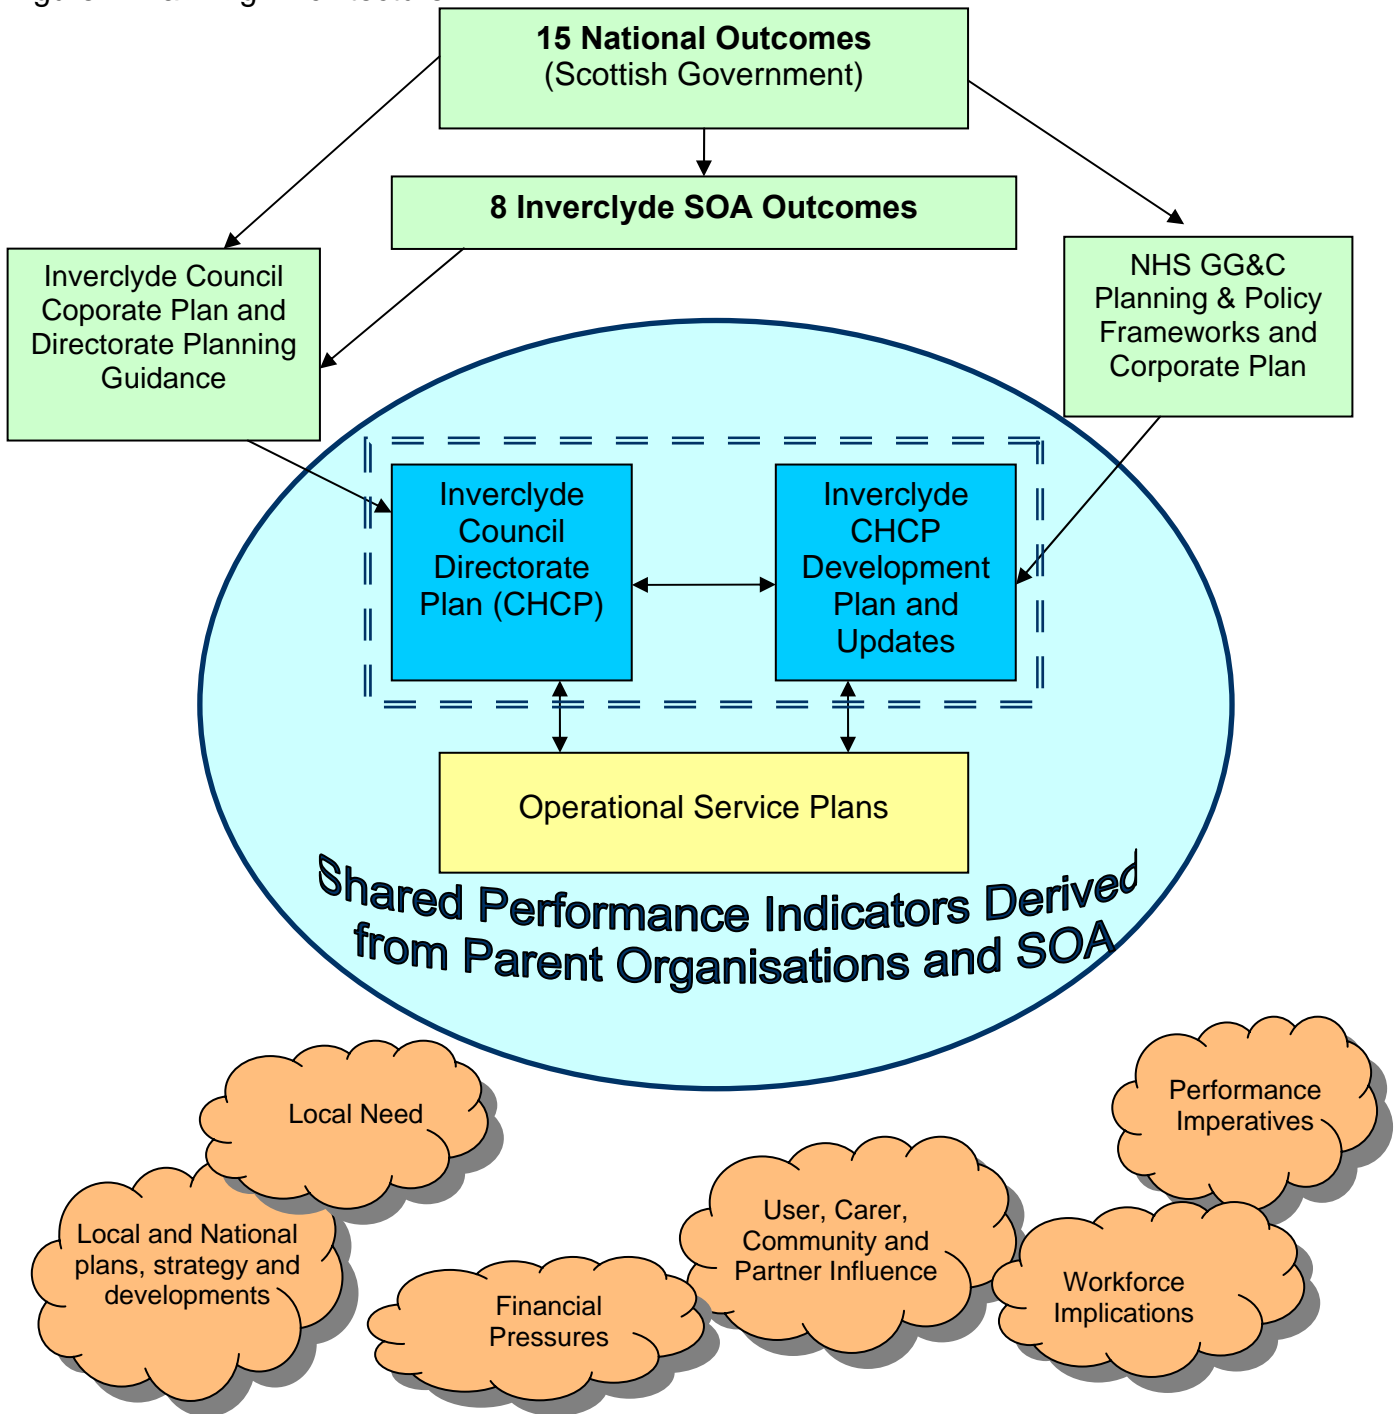 15 National Outcomes
(Scottish Government)
8 Inverclyde SOA Outcomes
Inverclyde Council
Coporate Plan and
Directorate Planning
Guidance
NHS GG&C
Planning & Policy
Frameworks and
Corporate Plan
Inverclyde
Council
Directorate
Plan (CHCP)
Inverclyde
CHCP
Development
Plan and
Updates
Operational Service Plans
Shared Performance Indicators Derived
from Parent Organisations and SOA
Local Need
Performance
Imperatives
Local and National
plans, strategy and
developments
User, Carer,
Community and
Partner Influence
Financial
Pressures
Workforce
Implications